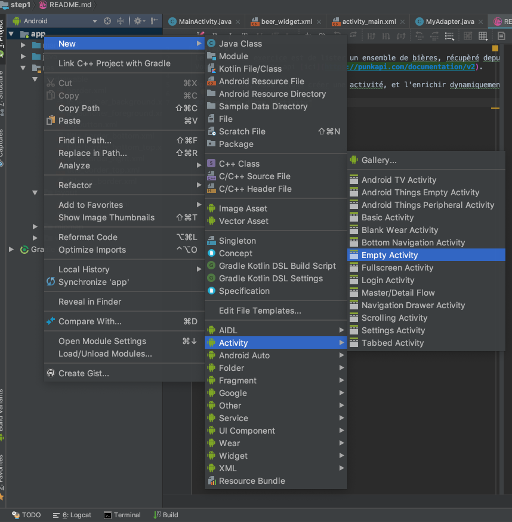 step1 README.md
Android
MainActivity.java beer_widget.xml activity_main.xml MyAdapter.java
app
New
Link C++ Project with Gradle
Cut ⌘X
Copy ⌘C
Copy Path ⇧⌘C
Paste ⌘V
Find in Path... ⇧⌘F
Replace in Path... ⇧⌘R
Analyze
Refactor
Add to Favorites
Show Image Thumbnails ⇧⌘T
Reformat Code ⌥⌘L
Optimize Imports ⌃⌥O
Local History
Synchronize 'app'
Reveal in Finder
Compare With... ⌘D
Open Module Settings ⌘↓
Load/Unload Modules...
Create Gist...
Java Class
Module
Kotlin File/Class
Android Resource File
Android Resource Directory
Sample Data Directory
File
Scratch File ⇧⌘N
Package
C++ Class
C/C++ Source File
C/C++ Header File
Image Asset
Vector Asset
Singleton
Concept
Gradle Kotlin DSL Build Script
Gradle Kotlin DSL Settings
Specification
Edit File Templates...
AIDL
Activity
Android Auto
Folder
Fragment
Google
Other
Service
UI Component
Wear
Widget
XML
Resource Bundle
Gallery...
Android TV Activity
Android Things Empty Activity
Android Things Peripheral Activity
Basic Activity
Blank Wear Activity
Bottom Navigation Activity
Empty Activity
Fullscreen Activity
Login Activity
Master/Detail Flow
Navigation Drawer Activity
Scrolling Activity
Settings Activity
Tabbed Activity
un ensemble de bières, récupéré depu
//punkapi.com/documentation/v2).
activité, et l'enrichir dynamiquemen
Captures
Build Variants
Favorites
TODO 6: Logcat Terminal Build